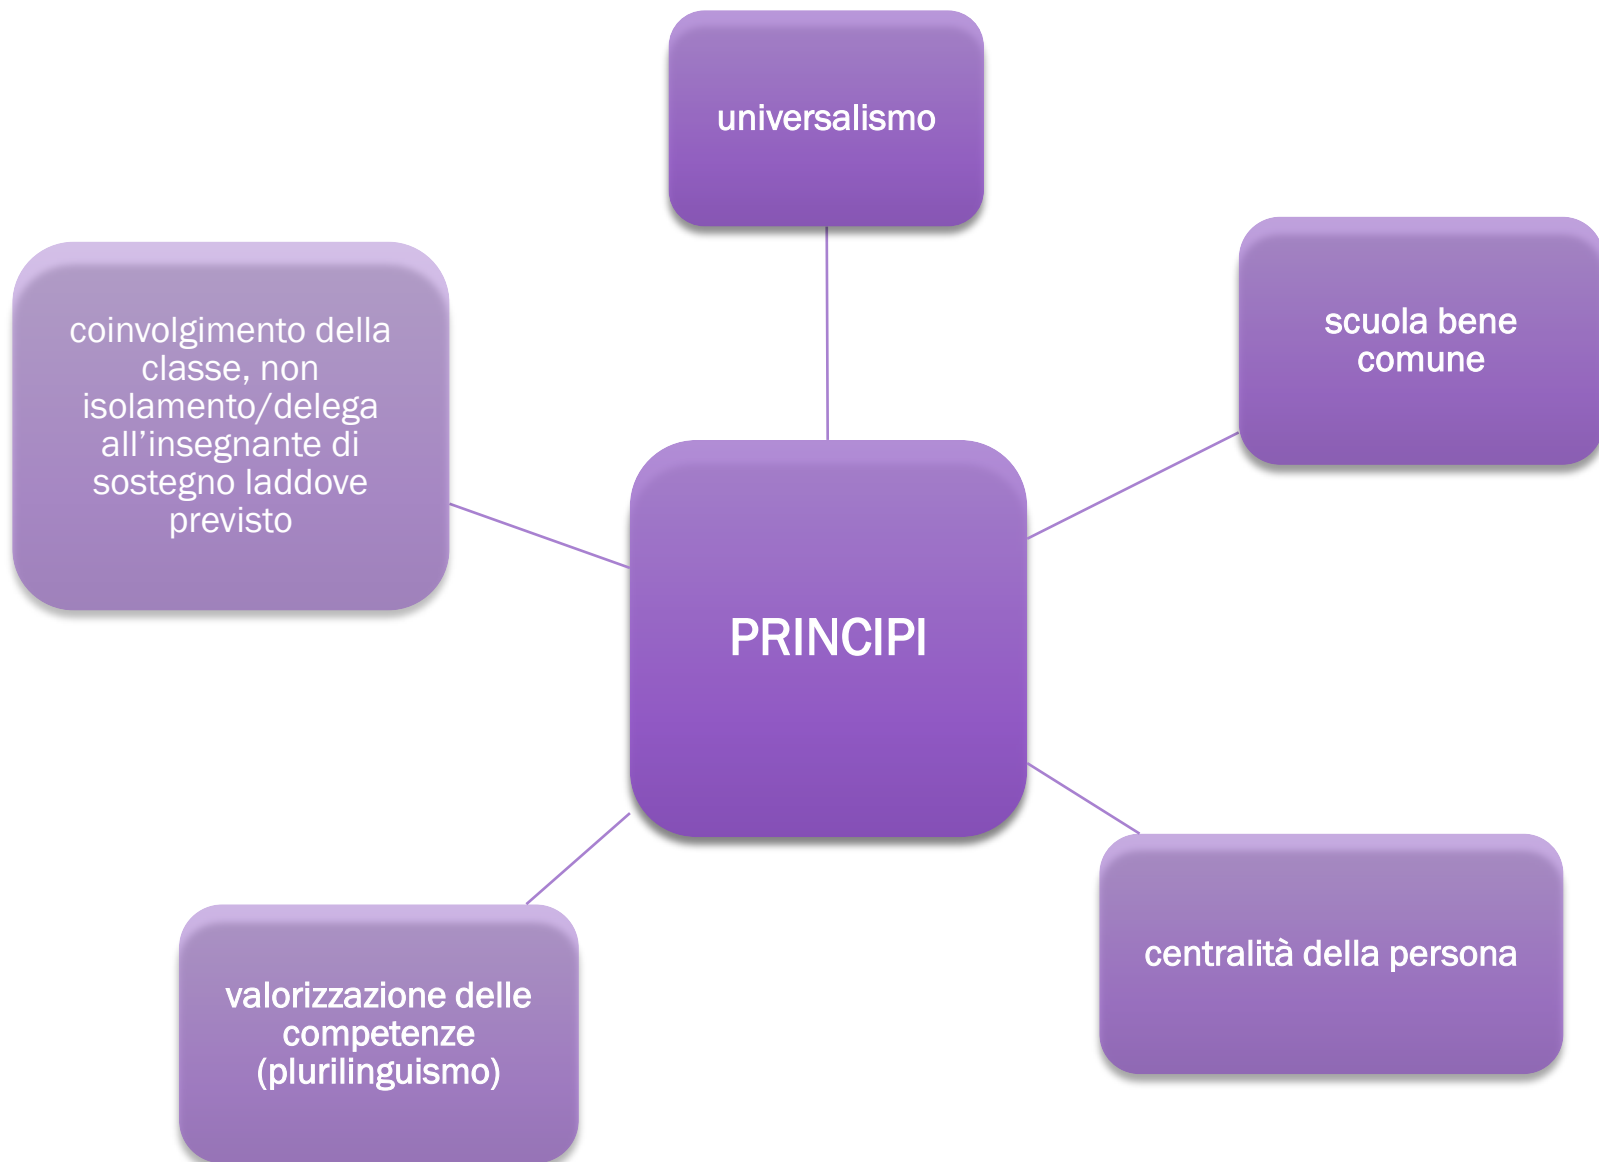 universalismo
scuola bene
comune
coinvolgimento della
classe, non
isolamento/delega
all’insegnante di
sostegno laddove
previsto
PRINCIPI
centralità della persona
valorizzazione delle
competenze
(plurilinguismo)